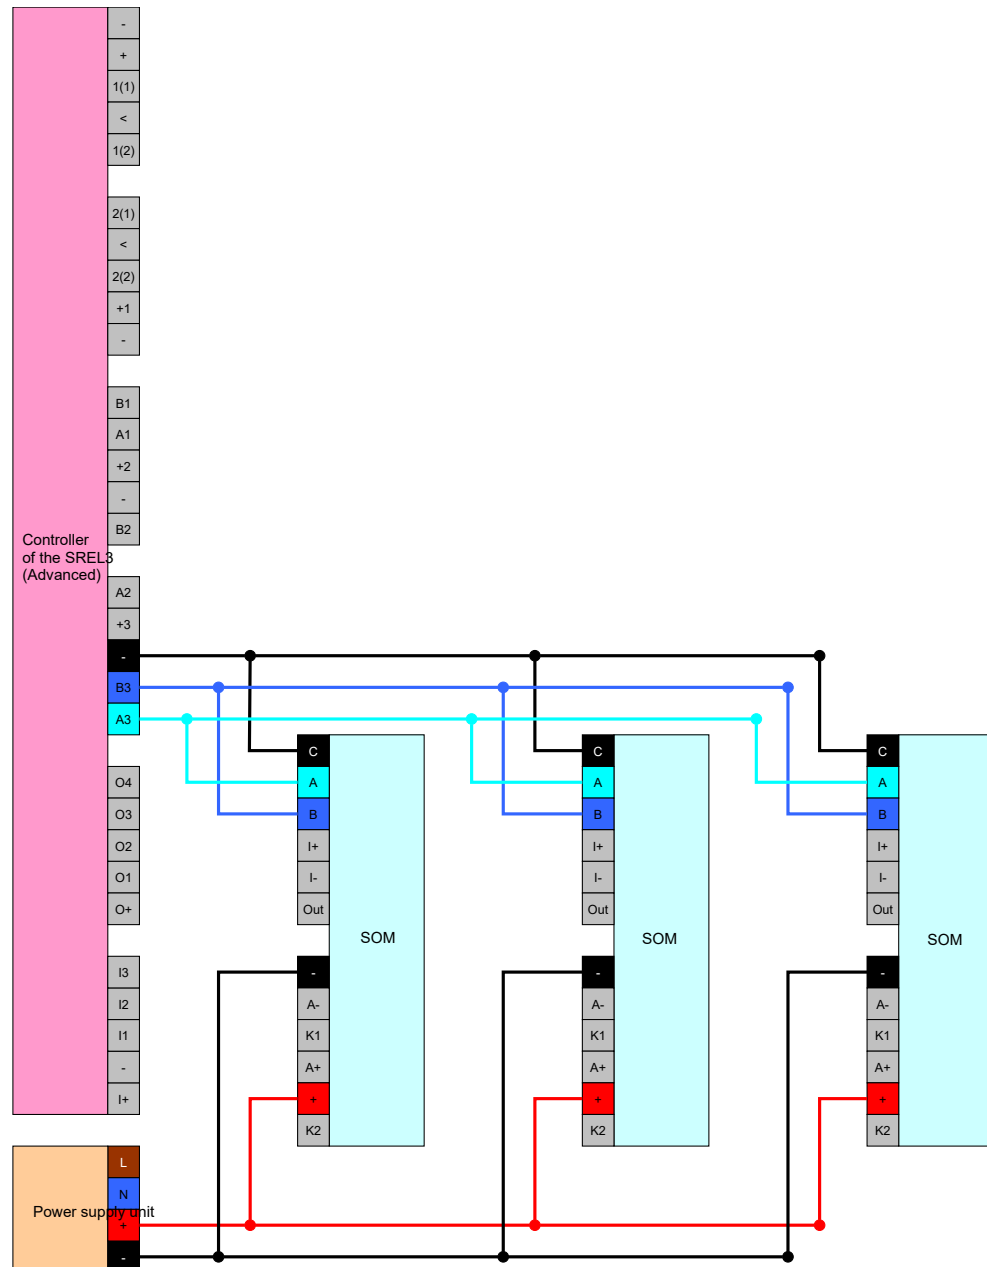 -
+
1(1)
<
1(2)
2(1)
<
2(2)
+1
-
B1
A1
+2
-
B2
Controller
of the SREL3
(Advanced)
A2
+3
-
B3
A3
O4
O3
O2
O1
O+
I3
I2
I1
-
I+
C
A
B
I+
I-
Out
SOM
-
A-
K1
A+
+
K2
C
A
B
I+
I-
Out
SOM
-
A-
K1
A+
+
K2
C
A
B
I+
I-
Out
SOM
-
A-
K1
A+
+
K2
L
N
Power supply unit
+
-